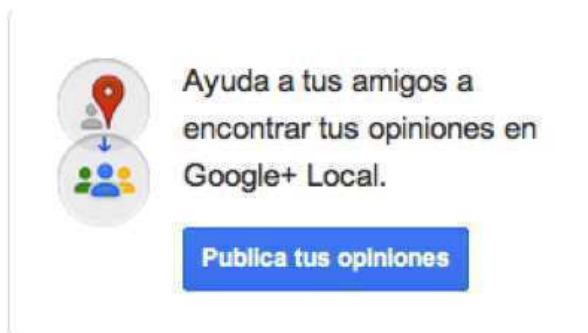 Ayuda a tus amigos a
encontrar tus opiniones en
Google+ Local.
Publica tus opiniones